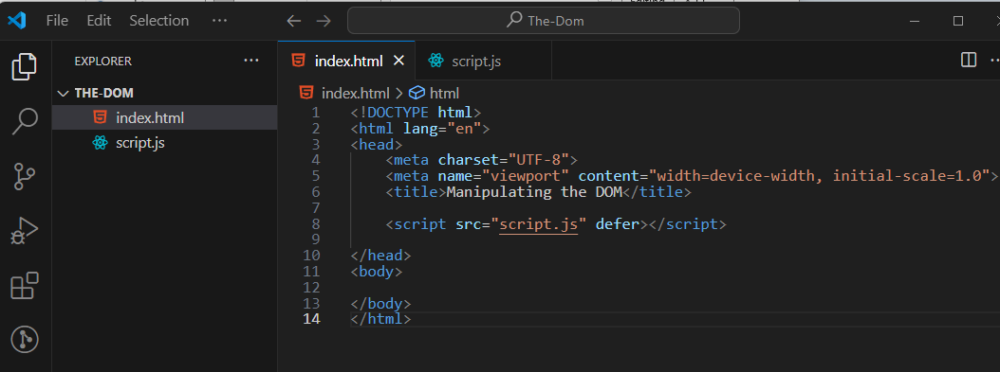 File Edit Selection ···
The-Dom
EXPLORER ···
THE-DOM
index.html
script.js
index.html script.js
index.html > html
1 <!DOCTYPE html>
2 <html lang="en">
3 <head>
4 <meta charset="UTF-8">
5 <meta name="viewport" content="width=device-width, initial-scale=1.0">
6 <title>Manipulating the DOM</title>
7
8 <script src="script.js" defer></script>
9
10 </head>
11 <body>
12
13 </body>
14 </html>